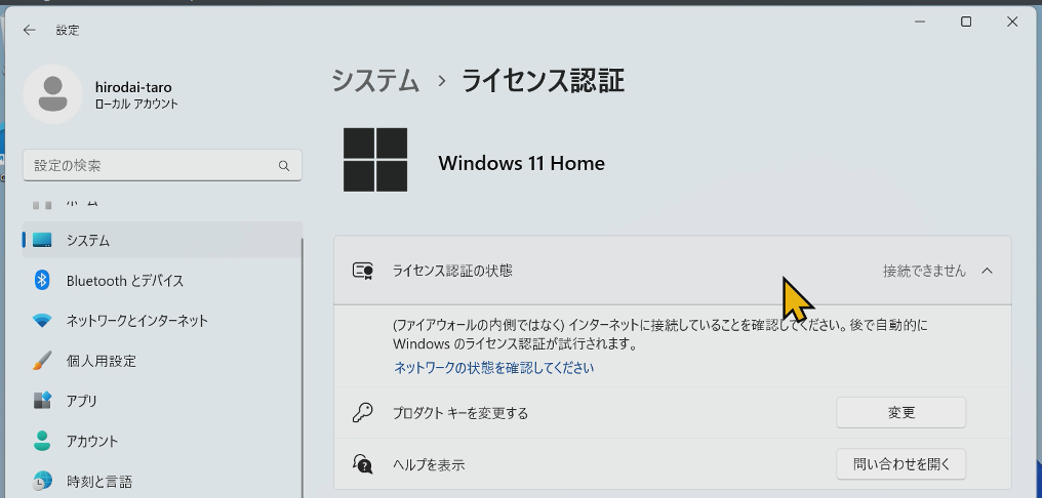 設定
hirodai-taro
ローカル アカウント
設定の検索
ホーム
システム
Bluetooth とデバイス
ネットワークとインターネット
個人用設定
アプリ
アカウント
時刻と言語
システム › ライセンス認証
Windows 11 Home
ライセンス認証の状態
接続できません
(ファイアウォールの内側ではなく) インターネットに接続していることを確認してください。後で自動的に
Windows のライセンス認証が試行されます。
ネットワークの状態を確認してください
プロダクト キーを変更する
変更
ヘルプを表示
問い合わせを開く